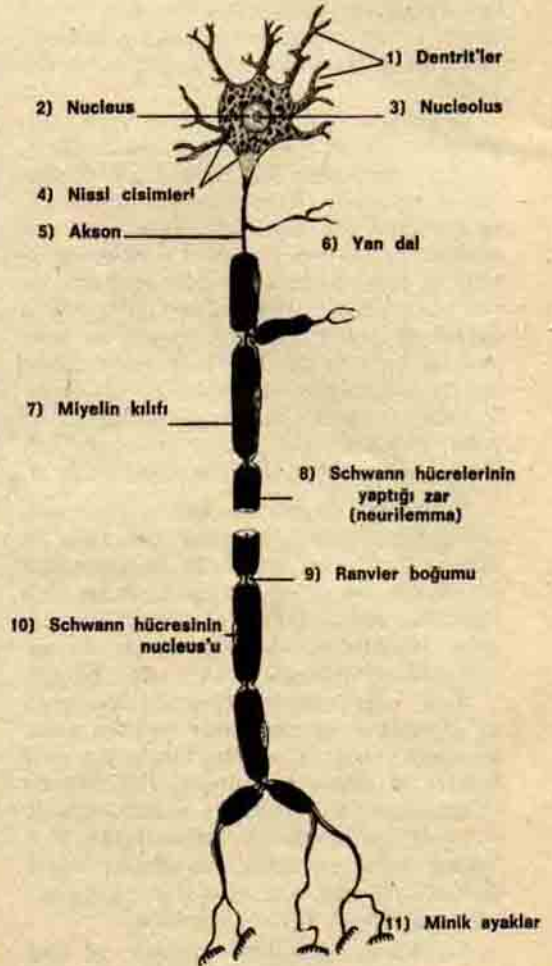 1) Dentrit'ler
2) Nucleus
3) Nucleolus
4) Nissl cisimleri
5) Akson
6) Yan dal
7) Miyelin kılıfı
8) Schwann hücrelerinin
yaptığı zar
(neurilemma)
9) Ranvier boğumu
10) Schwann hücresinin
nucleus'u
11) Minik ayaklar